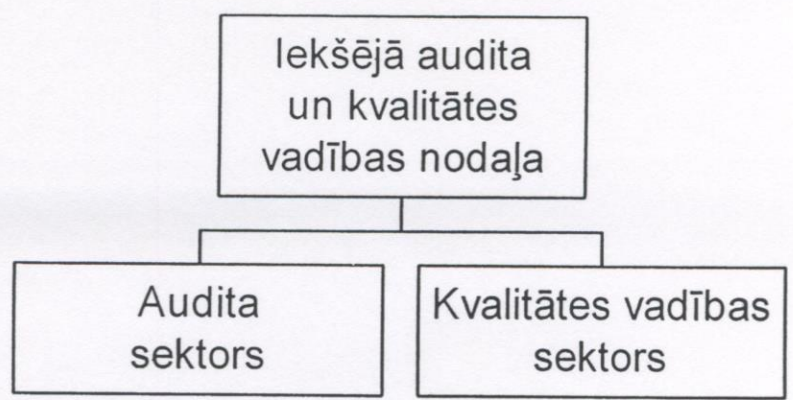 Iekšējā audita
un kvalitātes
vadības nodaļa
Audita
sektors
Kvalitātes vadības
sektors